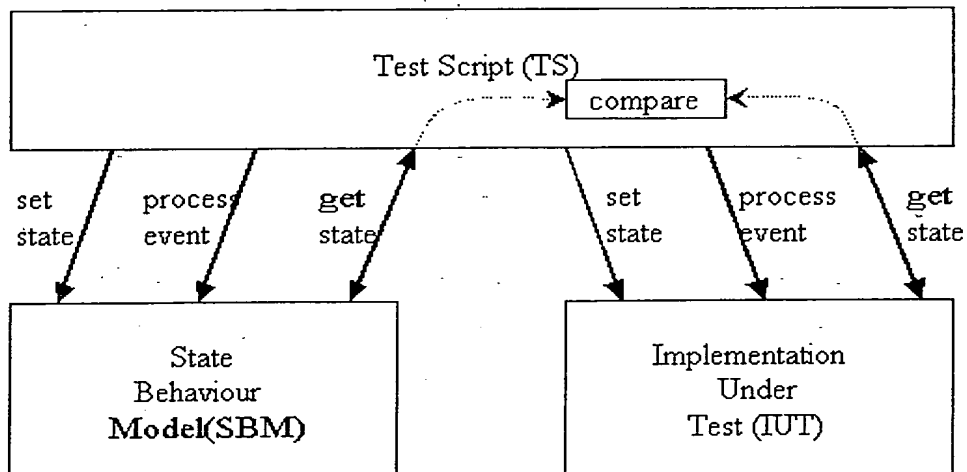 Test Script (TS)
compare
set
state
process
event
get
state
set
state
process
event
get
state
State
Behaviour
Model(SBM)
Implementation
Under
Test (IUT)